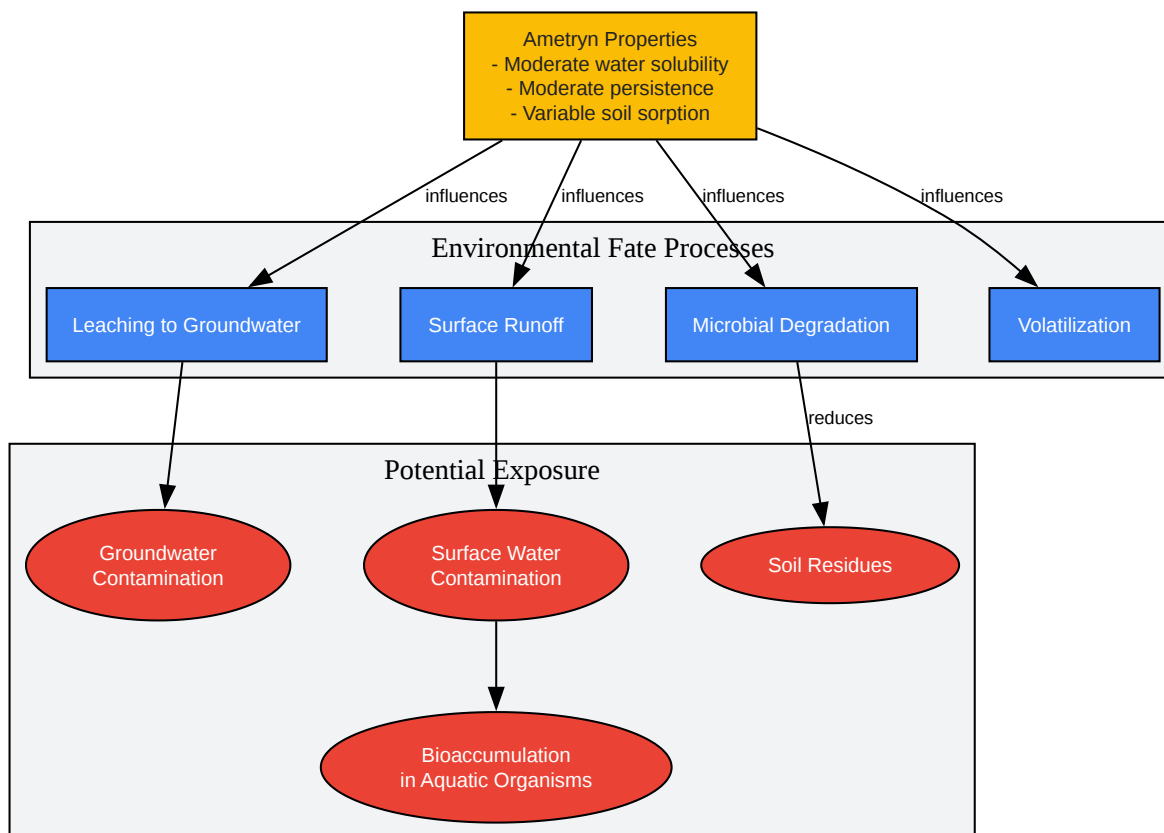 Ametryn Properties
- Moderate water solubility
- Moderate persistence
- Variable soil sorption
influences
influences
influences
influences
Environmental Fate Processes
Leaching to Groundwater
Surface Runoff
Microbial Degradation
Volatilization
reduces
Potential Exposure
Groundwater
Contamination
Surface Water
Contamination
Soil Residues
Bioaccumulation
in Aquatic Organisms